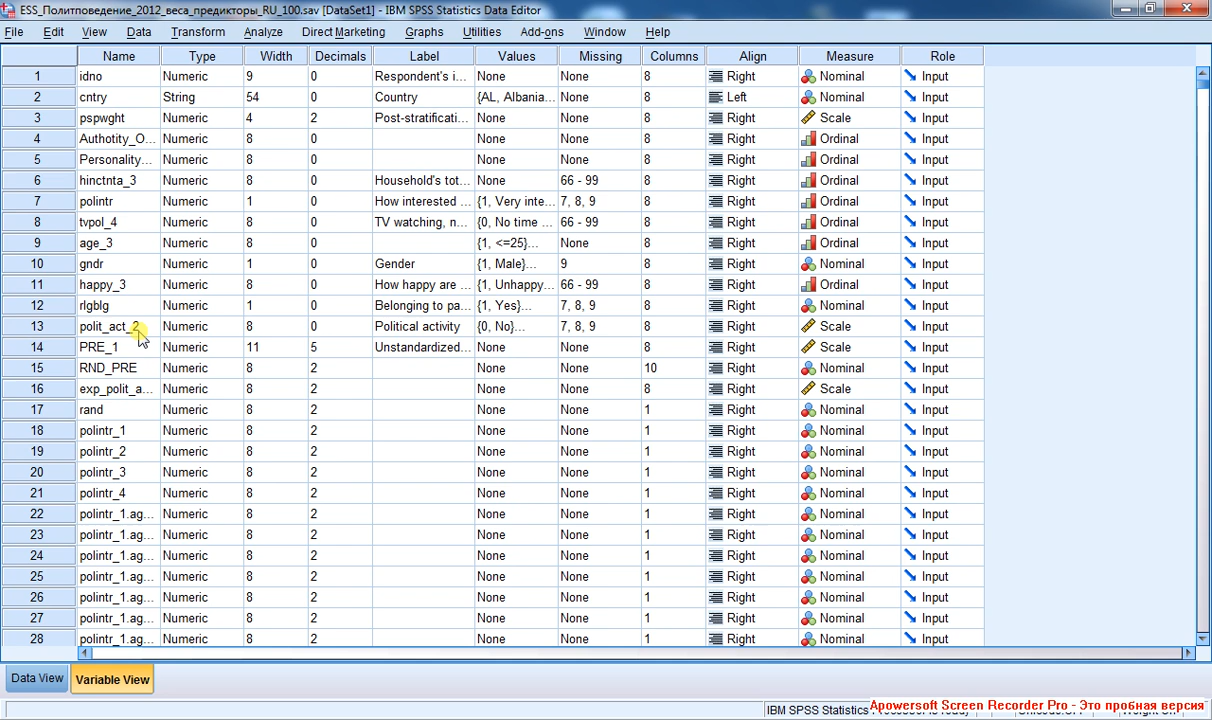 ESS_Политповедение_2012_веса_предикторы_RU_100.sav [DataSet1] - IBM SPSS Statistics Data Editor
File Edit View Data Transform Analyze Direct Marketing Graphs Utilities Add-ons Window Help
Name Type Width Decimals Label Values Missing Columns Align Measure Role
1 idno Numeric 9 0 Respondent's i... None None 8 Right Nominal Input
2 cntry String 54 0 Country {AL, Albania... None 8 Left Nominal Input
3 pspwght Numeric 4 2 Post-stratificati... None None 8 Right Scale Input
4 Authotity_O... Numeric 8 0 None None 8 Right Ordinal Input
5 Personality... Numeric 8 0 None None 8 Right Ordinal Input
6 hinctnta_3 Numeric 8 0 Household's tot... None 66 - 99 8 Right Ordinal Input
7 polintr Numeric 1 0 How interested ... {1, Very inte... 7, 8, 9 8 Right Ordinal Input
8 tvpol_4 Numeric 8 0 TV watching, n... {0, No time ... 66 - 99 8 Right Ordinal Input
9 age_3 Numeric 8 0 {1, <=25}... None 8 Right Ordinal Input
10 gndr Numeric 1 0 Gender {1, Male}... 9 8 Right Nominal Input
11 happy_3 Numeric 8 0 How happy are ... {1, Unhappy... 66 - 99 8 Right Ordinal Input
12 rlgblg Numeric 1 0 Belonging to pa... {1, Yes}... 7, 8, 9 8 Right Nominal Input
13 polit_act_2 Numeric 8 0 Political activity {0, No}... 7, 8, 9 8 Right Scale Input
14 PRE_1 Numeric 11 5 Unstandardized... None None 8 Right Scale Input
15 RND_PRE Numeric 8 2 None None 10 Right Nominal Input
16 exp_polit_a... Numeric 8 2 None None 8 Right Scale Input
17 rand Numeric 8 2 None None 1 Right Nominal Input
18 polintr_1 Numeric 8 2 None None 1 Right Nominal Input
19 polintr_2 Numeric 8 2 None None 1 Right Nominal Input
20 polintr_3 Numeric 8 2 None None 1 Right Nominal Input
21 polintr_4 Numeric 8 2 None None 1 Right Nominal Input
22 polintr_1.ag... Numeric 8 2 None None 1 Right Nominal Input
23 polintr_1.ag... Numeric 8 2 None None 1 Right Nominal Input
24 polintr_1.ag... Numeric 8 2 None None 1 Right Nominal Input
25 polintr_1.ag... Numeric 8 2 None None 1 Right Nominal Input
26 polintr_1.ag... Numeric 8 2 None None 1 Right Nominal Input
27 polintr_1.ag... Numeric 8 2 None None 1 Right Nominal Input
28 polintr_1.ag... Numeric 8 2 None None 1 Right Nominal Input
Data View Variable View
IBM SPSS Statistics
Apowersoft Screen Recorder Pro - Это пробная версия